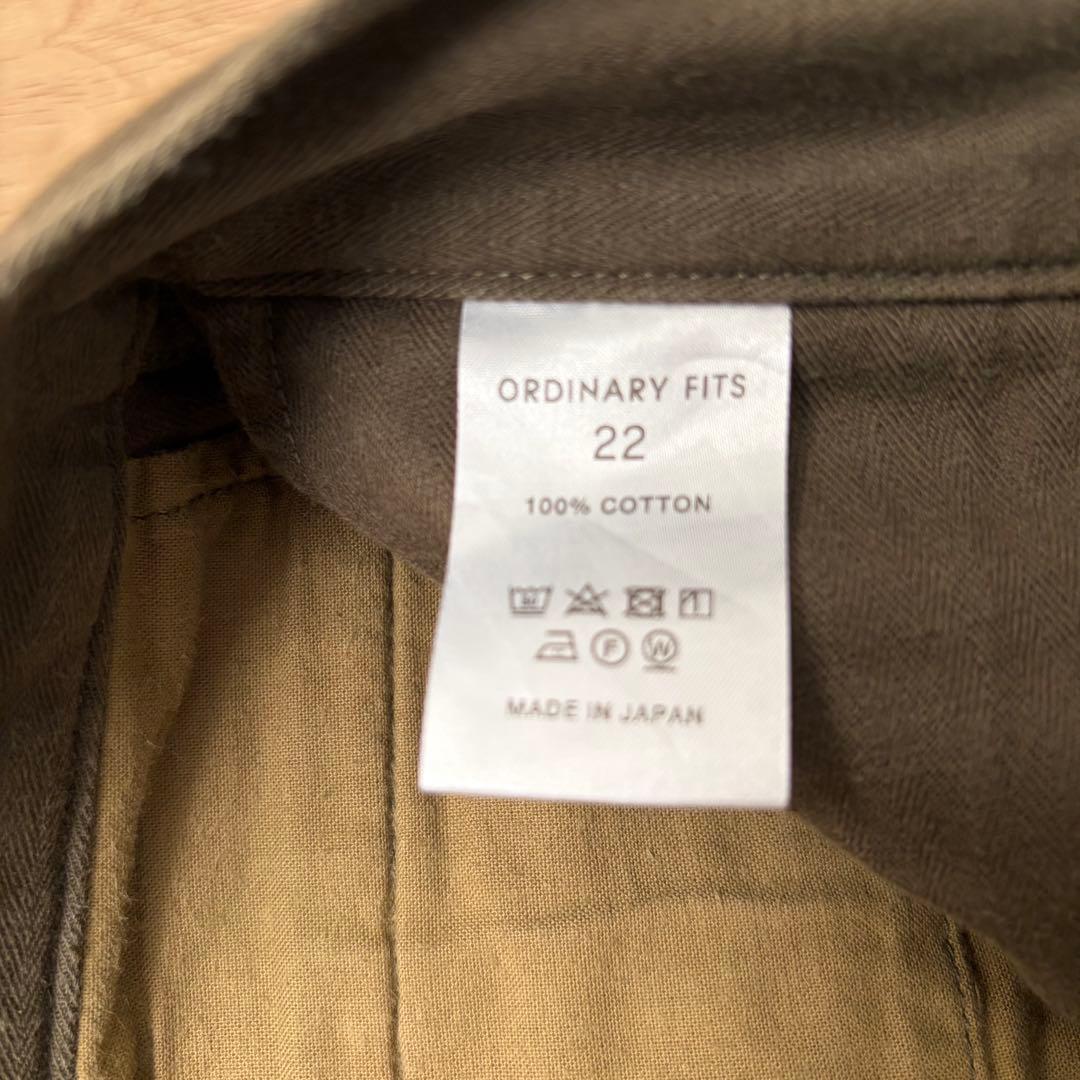 ORDINARY FITS
22
100% COTTON
F W
MADE IN JAPAN